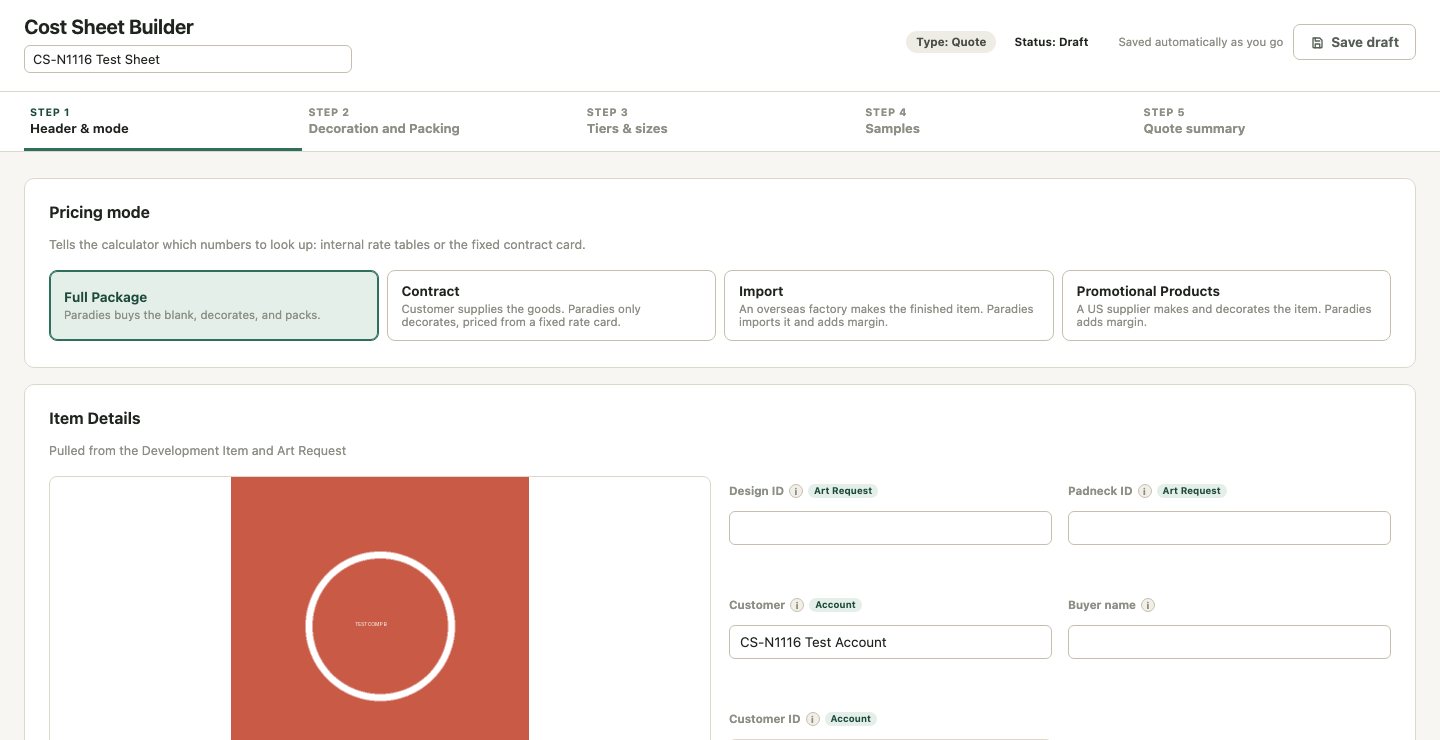 Cost Sheet Builder
CS-N1116 Test Sheet
Type: Quote
Status: Draft
Saved automatically as you go
Save draft
STEP 1
Header & mode
STEP 2
Decoration and Packing
STEP 3
Tiers & sizes
STEP 4
Samples
STEP 5
Quote summary
Pricing mode
Tells the calculator which numbers to look up: internal rate tables or the fixed contract card.
Full Package
Paradies buys the blank, decorates, and packs.
Contract
Customer supplies the goods. Paradies only
decorates, priced from a fixed rate card.
Import
An overseas factory makes the finished item. Paradies
imports it and adds margin.
Promotional Products
A US supplier makes and decorates the item. Paradies
adds margin.
Item Details
Pulled from the Development Item and Art Request
TEST COMP B
Design ID i Art Request
Padneck ID i Art Request
Customer i Account
CS-N1116 Test Account
Buyer name i
Customer ID i Account